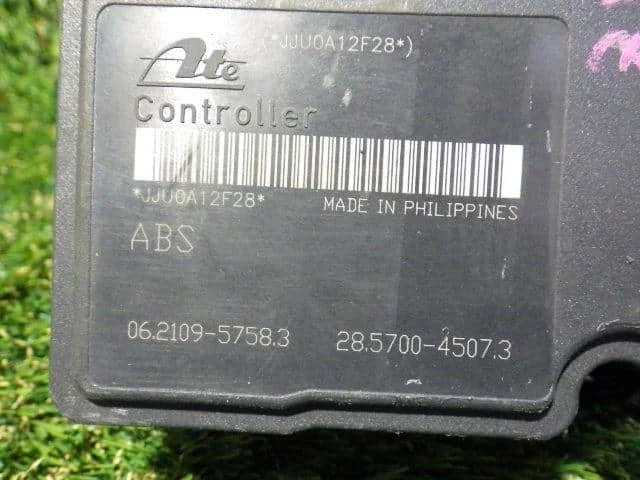 (*JJU0A12F28*)
Ate
Controller
*JJU0A12F28* MADE IN PHILIPPINES
ABS
06.2109-5758.3 28.5700-4507.3